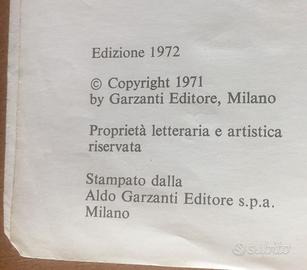 Edizione 1972
© Copyright 1971
by Garzanti Editore, Milano
Proprietà letteraria e artistica
riservata
Stampato dalla
Aldo Garzanti Editore s.p.a.
Milano
subito